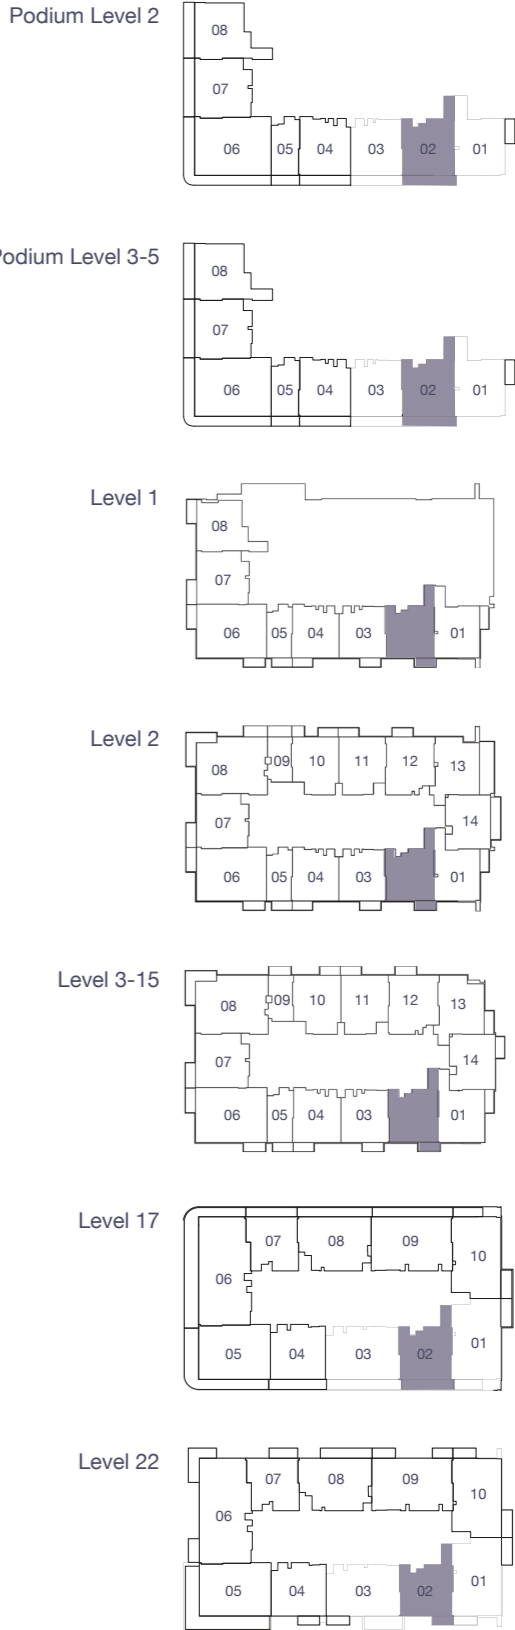 Podium Level 2
08
07
06 05 04 03 02 01
Podium Level 3-5
08
07
06 05 04 03 02 01
Level 1
08
07
06 05 04 03 01
Level 2
08 09 10 11 12 13
07 14
06 05 04 03 01
Level 3-15
08 09 10 11 12 13
07 14
06 05 04 03 01
Level 17
07 08 09 10
06
05 04 03 02 01
Level 22
07 08 09 10
06
05 04 03 02 01